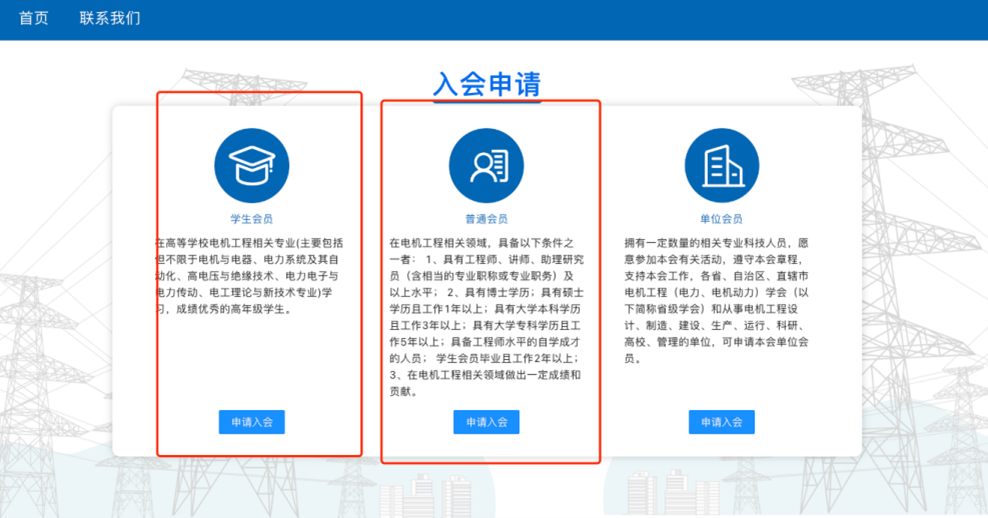 首页 联系我们
入会申请
学生会员
在高等学校电机工程相关专业(主要包括
但不限于电机与电器、电力系统及其自
动化、高电压与绝缘技术、电力电子与
电力传动、电工理论与新技术专业)学
习，成绩优秀的高年级学生。
申请入会
普通会员
在电机工程相关领域，具备以下条件之
一者： 1、具有工程师、讲师、助理研究
员（含相当的专业职称或专业职务）及
以上水平； 2、具有博士学历；具有硕士
学历且工作1年以上；具有大学本科学历
且工作3年以上；具有大学专科学历且工
作5年以上；具备工程师水平的自学成才
的人员； 学生会员毕业且工作2年以上；
3、在电机工程相关领域做出一定成绩和
贡献。
申请入会
单位会员
拥有一定数量的相关专业科技人员，愿
意参加本会有关活动，遵守本会章程，
支持本会工作，各省、自治区、直辖市
电机工程（电力、电机动力）学会（以
下简称省级学会）和从事电机工程设
计、制造、建设、生产、运行、科研、
高校、管理的单位，可申请本会单位会
员。
申请入会